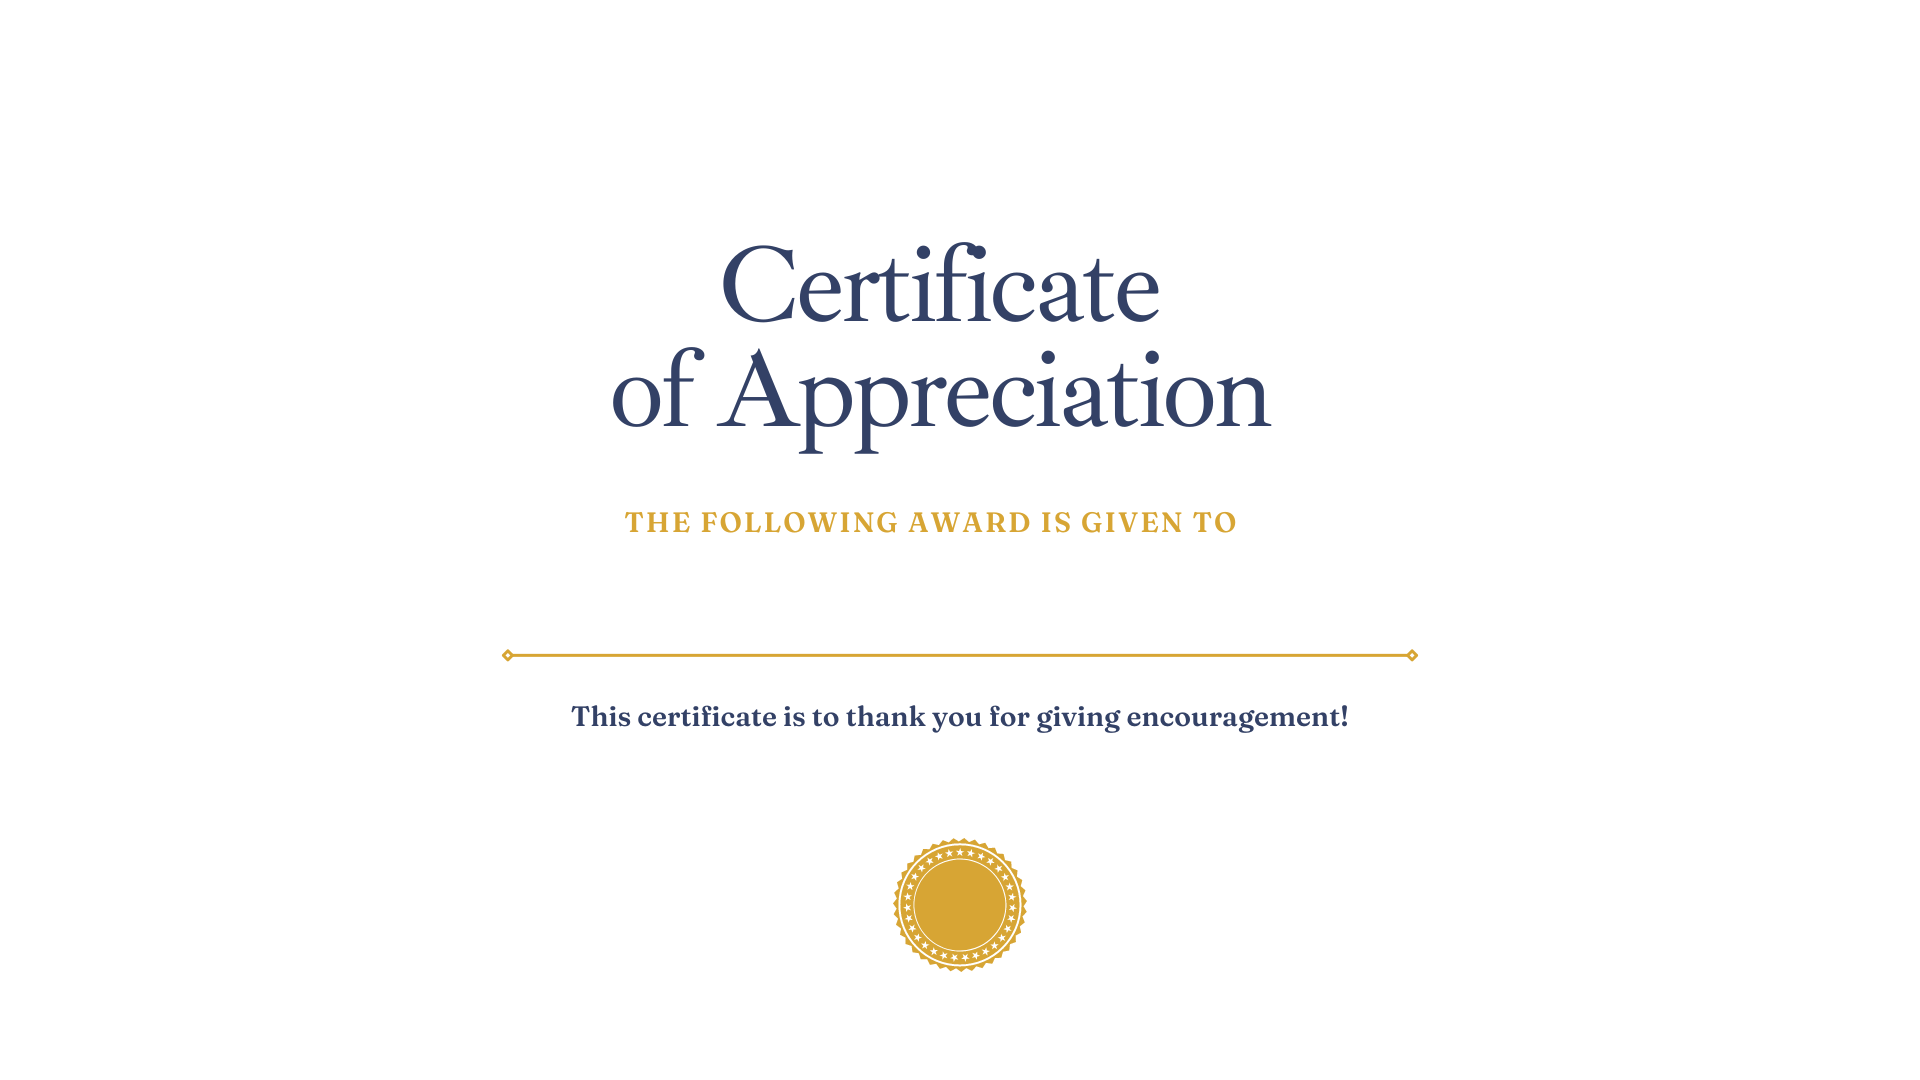 Certificate
of Appreciation
THE FOLLOWING AWARD IS GIVEN TO
This certificate is to thank you for giving encouragement!